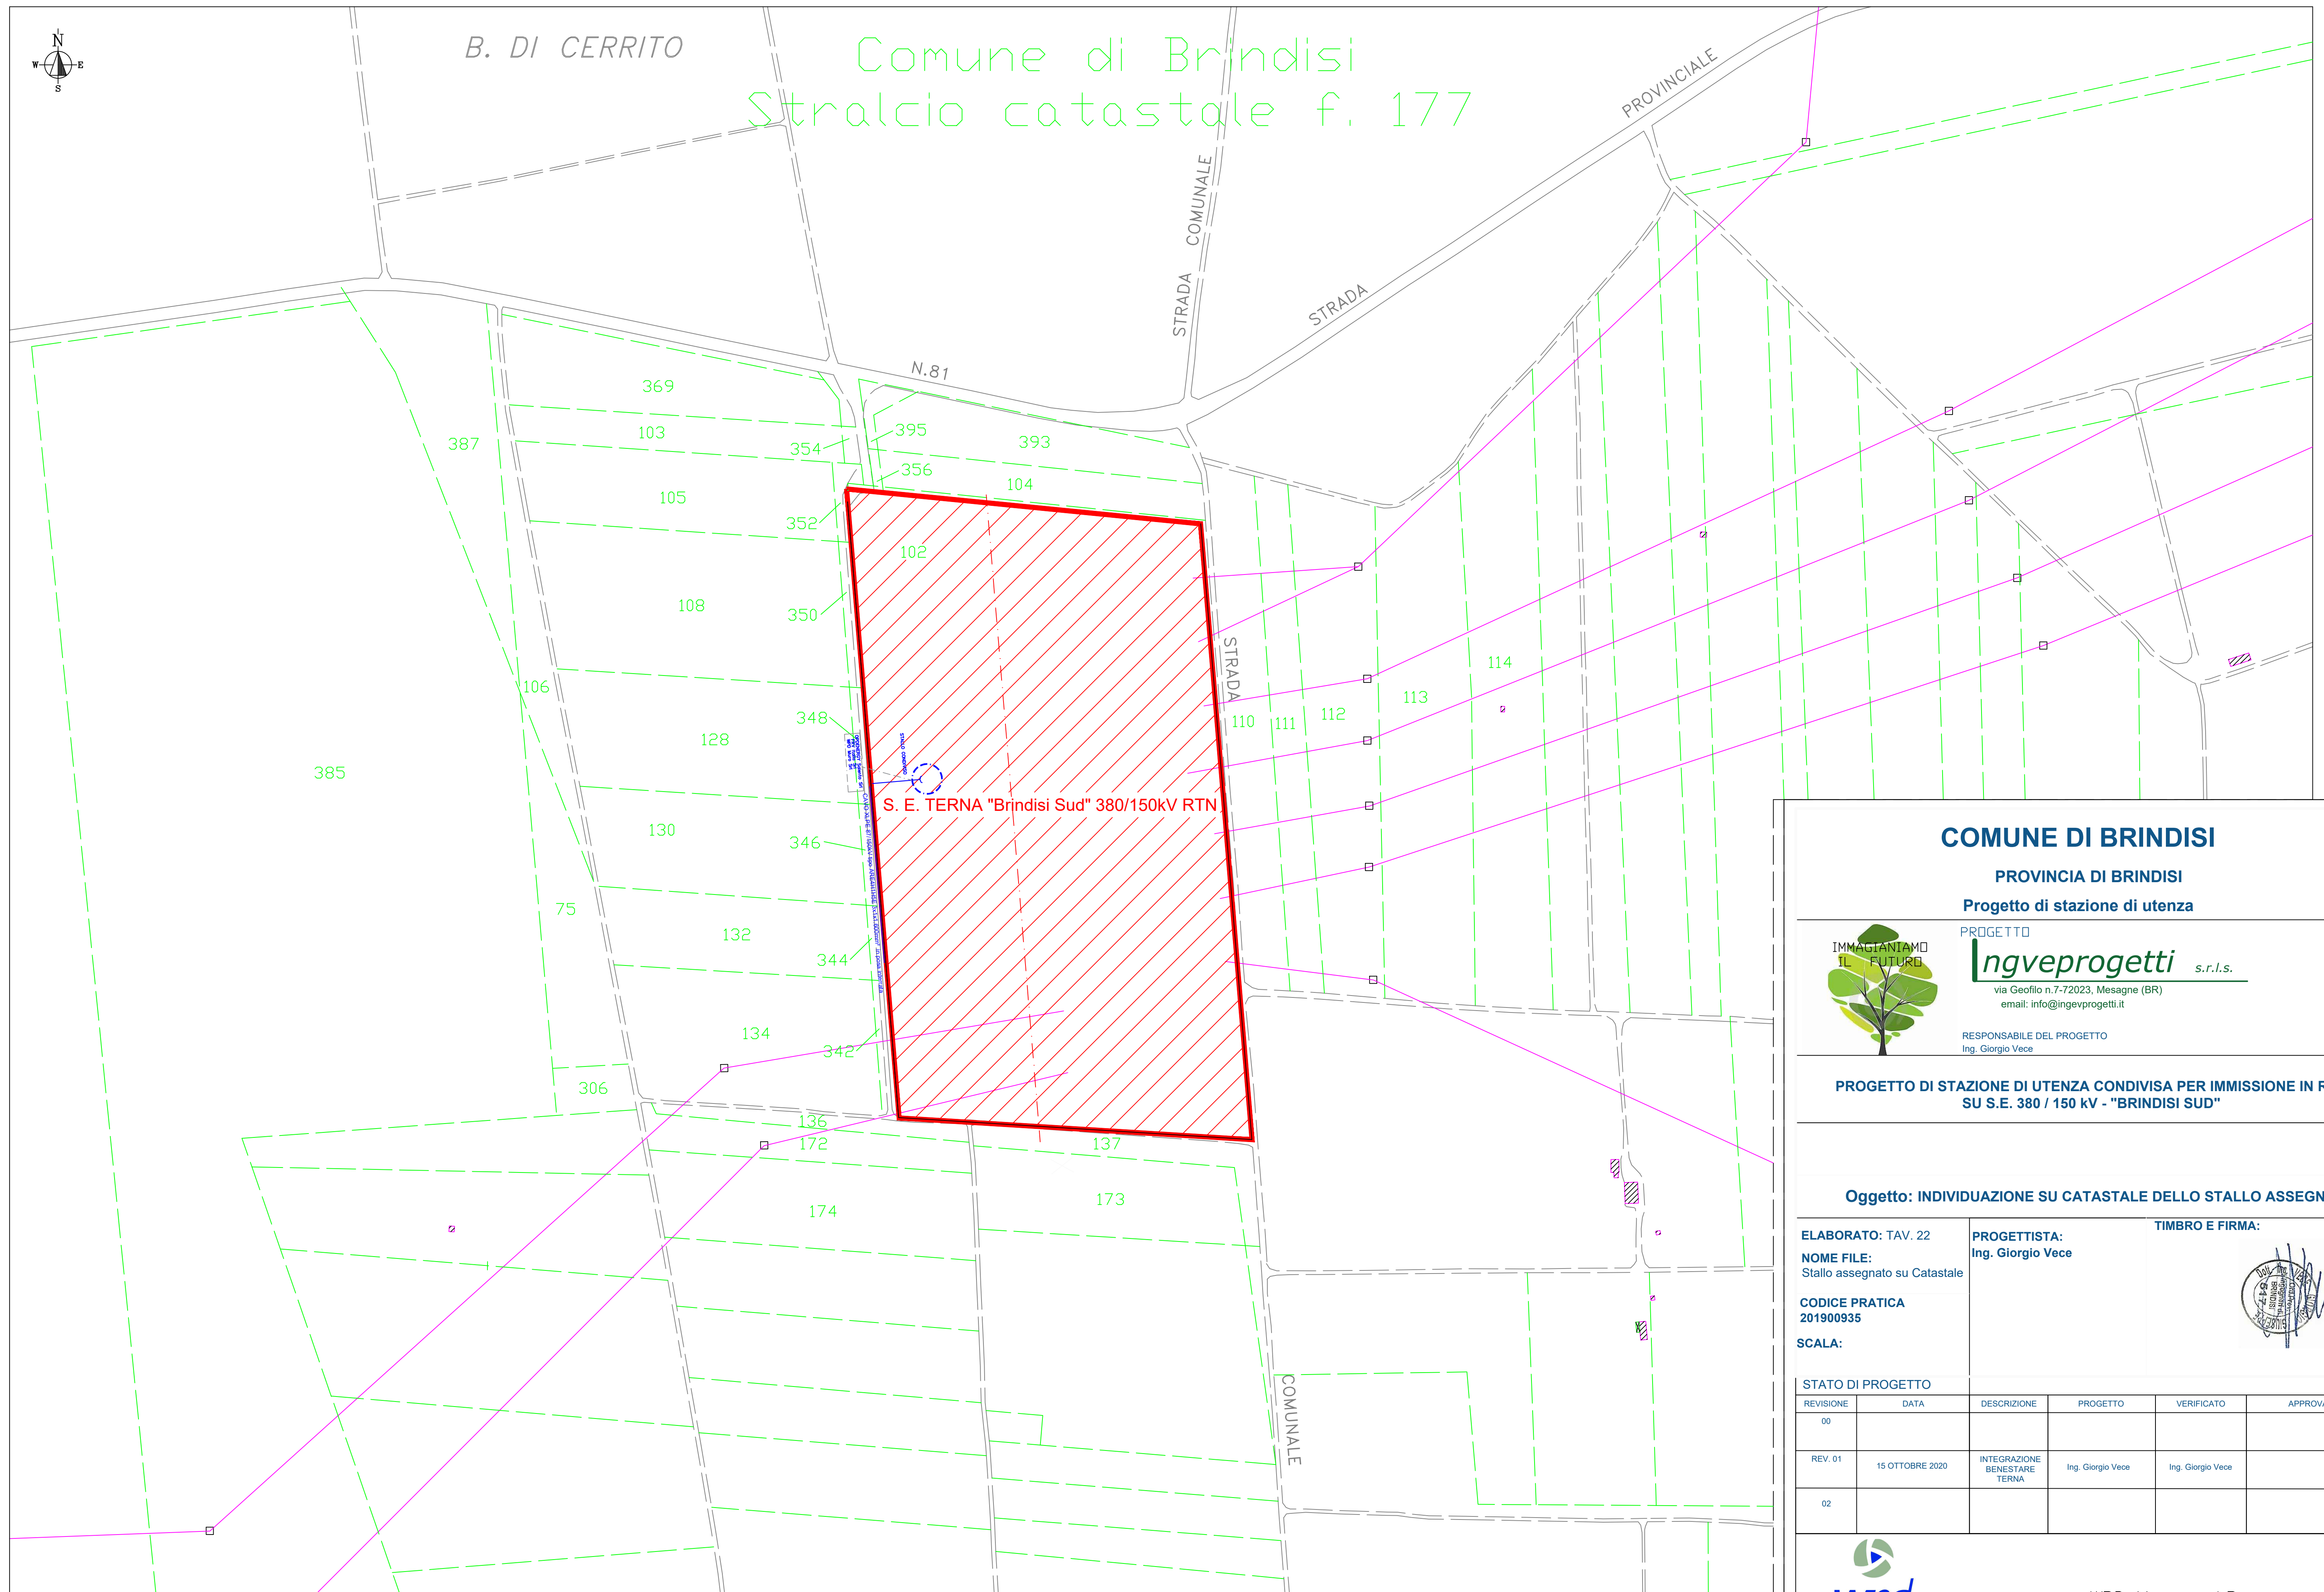 N
W
E
S
B. DI CERRITO
Comune di Brindisi
Stralcio catastale f. 177
PROVINCIALE
STRADA COMUNALE
STRADA
N.81
369
103
387
354
395
393
356
104
105
352
102
108
350
106
348
128
STALLO CONDIVISO
385
S. E. TERNA "Brindisi Sud" 380/150kV RTN
130
346
75
132
344
134
342
306
136
172
137
174
173
STRADA
110
111
112
113
114
COMUNALE
COMUNE DI BRINDISI
PROVINCIA DI BRINDISI
Progetto di stazione di utenza
IMMAGIANIAMO
IL FUTURO
PROGETTO
Ingveprogetti s.r.l.s.
via Geofilo n.7-72023, Mesagne (BR)
email: info@ingevprogetti.it
RESPONSABILE DEL PROGETTO
Ing. Giorgio Vece
PROGETTO DI STAZIONE DI UTENZA CONDIVISA PER IMMISSIONE IN R
SU S.E. 380 / 150 kV - "BRINDISI SUD"
Oggetto: INDIVIDUAZIONE SU CATASTALE DELLO STALLO ASSEGN
ELABORATO: TAV. 22
NOME FILE:
Stallo assegnato su Catastale
CODICE PRATICA
201900935
SCALA:
PROGETTISTA:
Ing. Giorgio Vece
TIMBRO E FIRMA:
BRINDISI
STATO DI PROGETTO
REVISIONE DATA DESCRIZIONE PROGETTO VERIFICATO APPROVA
00
REV. 01 15 OTTOBRE 2020 INTEGRAZIONE BENESTARE TERNA Ing. Giorgio Vece Ing. Giorgio Vece
02